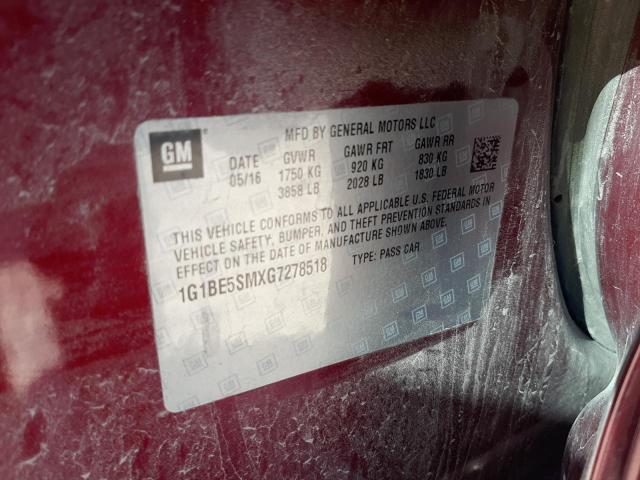 MFD BY GENERAL MOTORS LLC
GM
DATE GVWR GAWR FRT GAWR RR
05/16 1750 KG 920 KG 830 KG
3858 LB 2028 LB 1830 LB
THIS VEHICLE CONFORMS TO ALL APPLICABLE U.S. FEDERAL MOTOR
VEHICLE SAFETY, BUMPER, AND THEFT PREVENTION STANDARDS IN
EFFECT ON THE DATE OF MANUFACTURE SHOWN ABOVE.
1G1BE5SMXG7278518 TYPE: PASS CAR